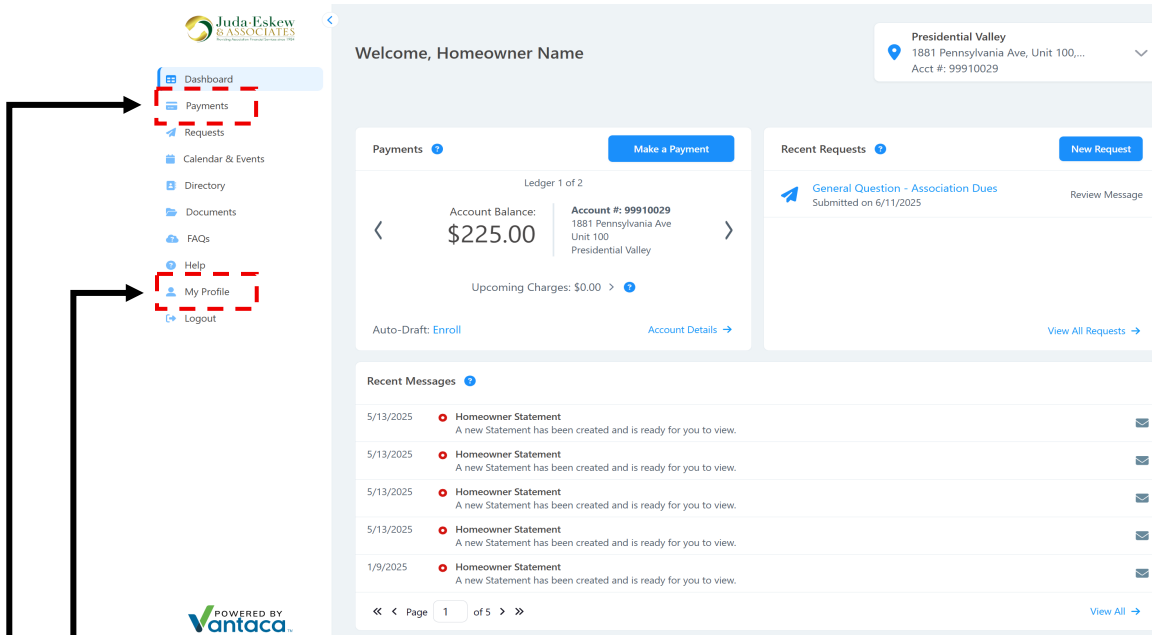 Juda·Eskew
& ASSOCIATES
Welcome, Homeowner Name
Presidential Valley
1881 Pennsylvania Ave, Unit 100,...
Acct #: 99910029
Dashboard
Payments
Requests
Calendar & Events
Directory
Documents
FAQs
Help
My Profile
Logout
Payments ?
Make a Payment
Ledger 1 of 2
Account Balance:
$225.00
Account #: 99910029
1881 Pennsylvania Ave
Unit 100
Presidential Valley
Upcoming Charges: $0.00 > ?
Auto-Draft: Enroll
Account Details →
Recent Requests ?
New Request
General Question - Association Dues
Submitted on 6/11/2025
Review Message
View All Requests →
Recent Messages ?
5/13/2025 Homeowner Statement
A new Statement has been created and is ready for you to view.
5/13/2025 Homeowner Statement
A new Statement has been created and is ready for you to view.
5/13/2025 Homeowner Statement
A new Statement has been created and is ready for you to view.
5/13/2025 Homeowner Statement
A new Statement has been created and is ready for you to view.
1/9/2025 Homeowner Statement
A new Statement has been created and is ready for you to view.
« < Page 1 of 5 > »
View All →
POWERED BY
Vantaca